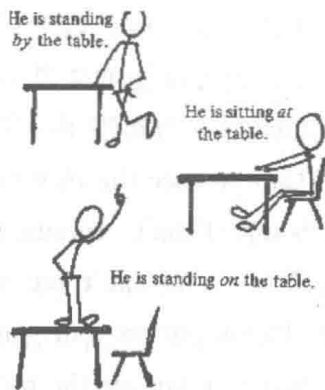 He is standing
by the table.
He is sitting at
the table.
He is standing on the table.